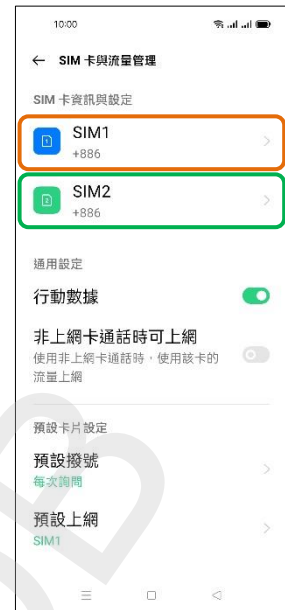 10:00
← SIM 卡與流量管理
SIM 卡資訊與設定
1
SIM1
+886
2
SIM2
+886
通用設定
行動數據
非上網卡通話時可上網
使用非上網卡通話時，使用該卡的
流量上網
預設卡片設定
預設撥號
每次詢問
預設上網
SIM1